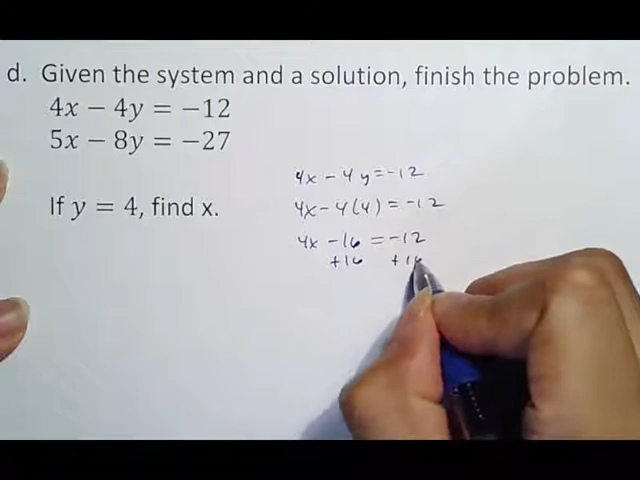 d. Given the system and a solution, finish the problem.
4x − 4y = −12
5x − 8y = −27
If y = 4, find x.
4x - 4y = -12
4x - 4(4) = -12
4x - 16 = -12
+16 +16